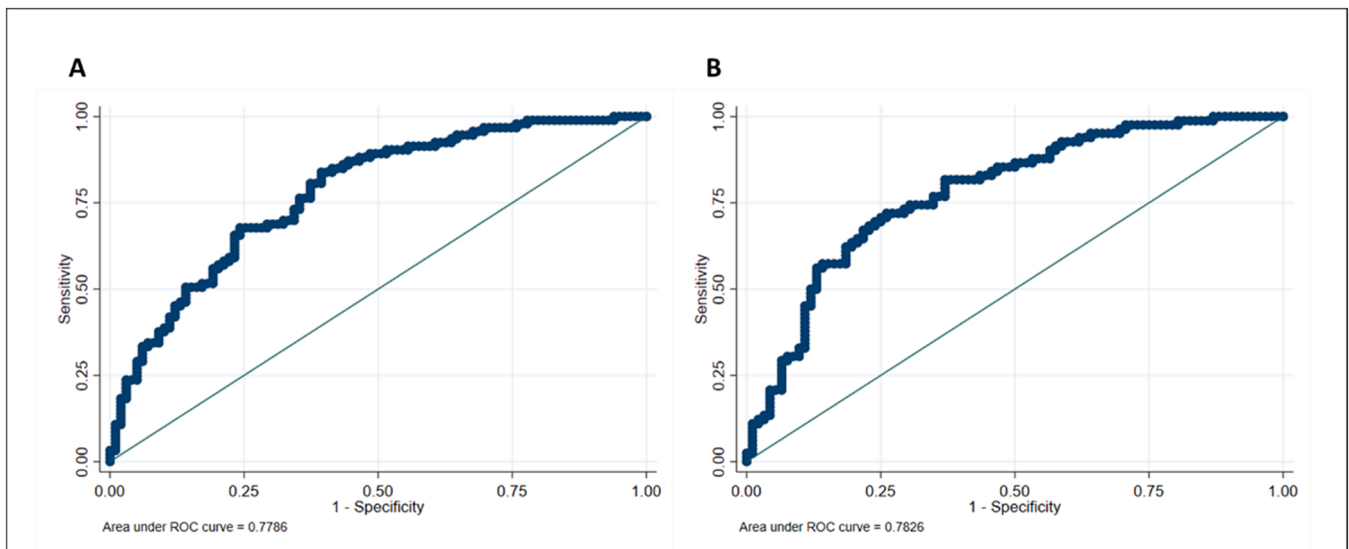 A
Sensitivity
1.00
0.75
0.50
0.25
0.00
0.00 0.25 0.50 0.75 1.00
1 - Specificity
Area under ROC curve = 0.7786
B
Sensitivity
1.00
0.75
0.50
0.25
0.00
0.00 0.25 0.50 0.75 1.00
1 - Specificity
Area under ROC curve = 0.7826